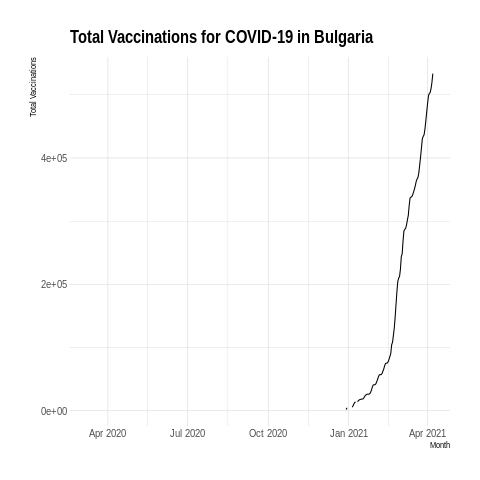 Total Vaccinations for COVID-19 in Bulgaria
Total Vaccinations
4e+05
2e+05
0e+00
Apr 2020 Jul 2020 Oct 2020 Jan 2021 Apr 2021
Month